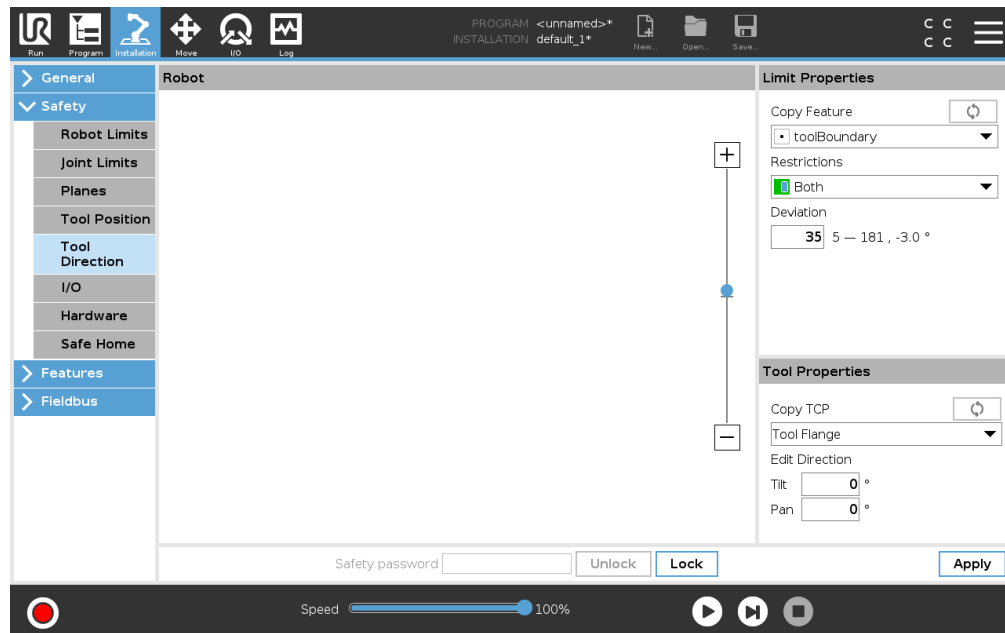 PROGRAM <unnamed>*
INSTALLATION default_1*
UR
Run
Program
Installation
Move
I/O
Log
New...
Open...
Save...
C C
C C
General
Safety
Robot Limits
Joint Limits
Planes
Tool Position
Tool
Direction
I/O
Hardware
Safe Home
Features
Fieldbus
Robot
Limit Properties
Copy Feature
toolBoundary
Restrictions
Both
Deviation
35 5 — 181 , -3.0 °
Tool Properties
Copy TCP
Tool Flange
Edit Direction
Tilt 0 °
Pan 0 °
Safety password
Unlock
Lock
Apply
Speed 100%